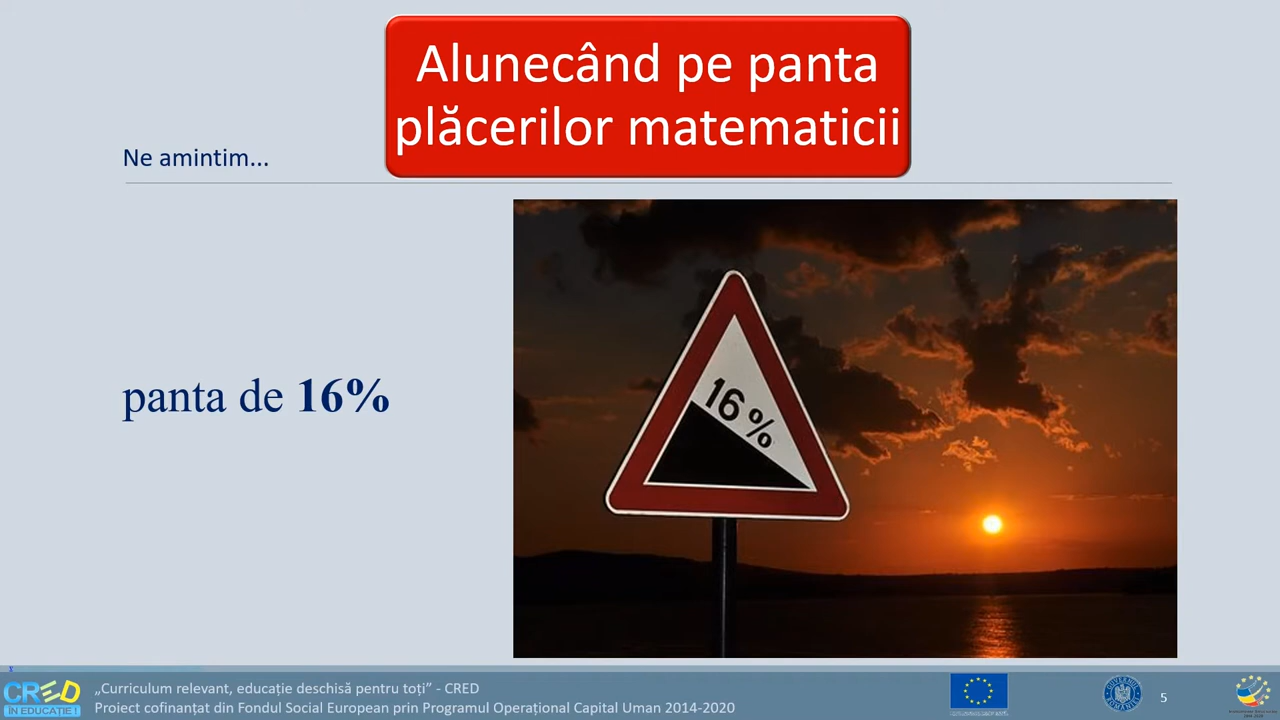 Alunecând pe panta
plăcerilor matematicii
Ne amintim...
panta de 16%
16%
CRED
ÎN EDUCAȚIE !
„Curriculum relevant, educație deschisă pentru toți” - CRED
Proiect cofinanțat din Fondul Social European prin Programul Operațional Capital Uman 2014-2020
5